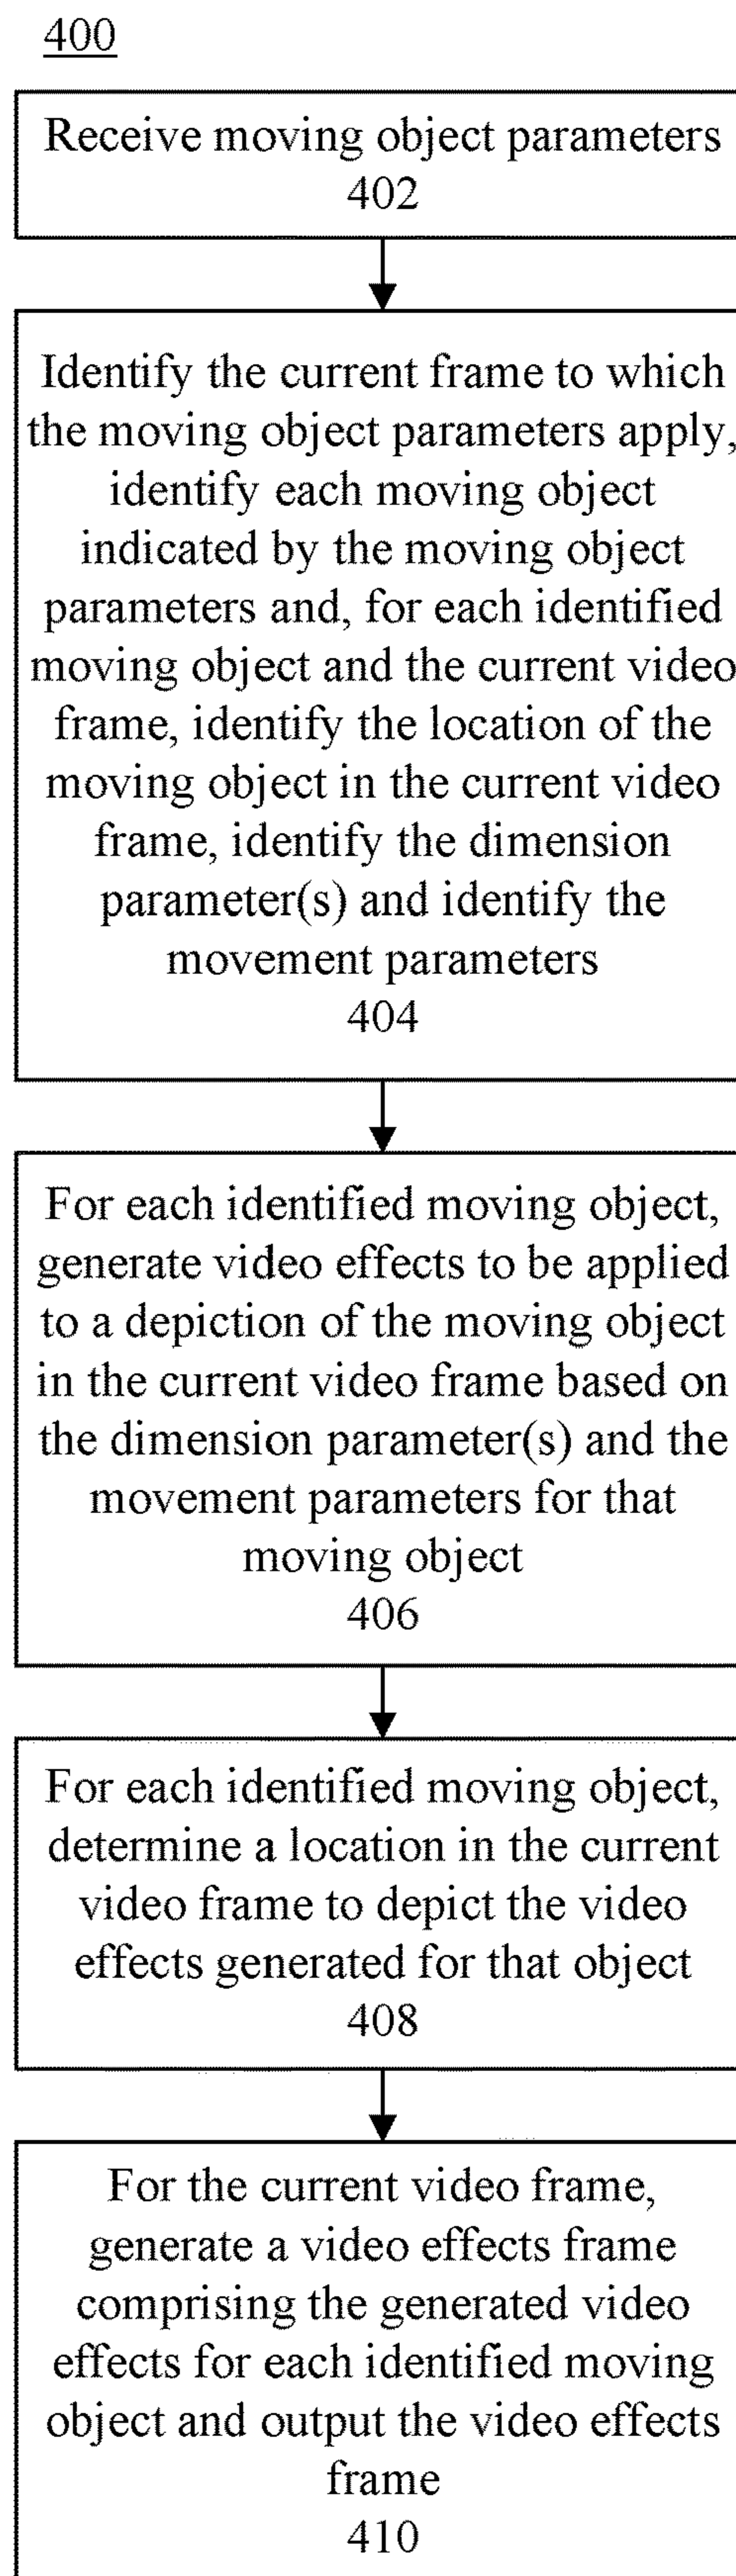 400
Receive moving object parameters
402
Identify the current frame to which
the moving object parameters apply,
identify each moving object
indicated by the moving object
parameters and, for each identified
moving object and the current video
frame, identify the location of the
moving object in the current video
frame, identify the dimension
parameter(s) and identify the
movement parameters
404
For each identified moving object,
generate video effects to be applied
to a depiction of the moving object
in the current video frame based on
the dimension parameter(s) and the
movement parameters for that
moving object
406
For each identified moving object,
determine a location in the current
video frame to depict the video
effects generated for that object
408
For the current video frame,
generate a video effects frame
comprising the generated video
effects for each identified moving
object and output the video effects
frame
410